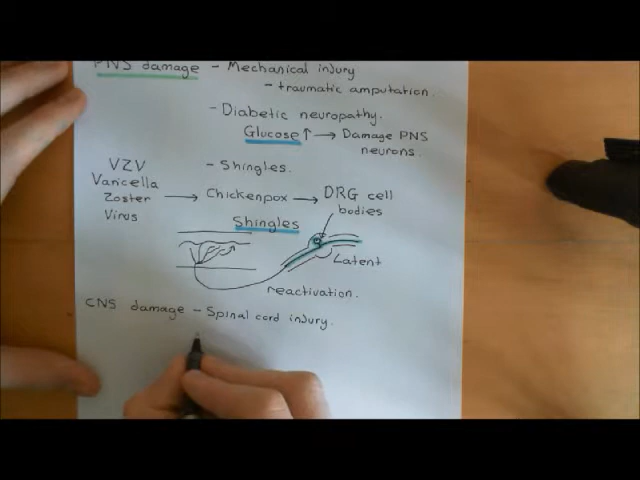 PNS damage - Mechanical injury
- traumatic amputation.
- Diabetic neuropathy.
Glucose ↑ → Damage PNS
neurons.
- Shingles.
VZV
Varicella
Zoster
Virus
→ Chickenpox → DRG cell
bodies
Shingles
Latent
reactivation.
CNS damage - Spinal cord injury.